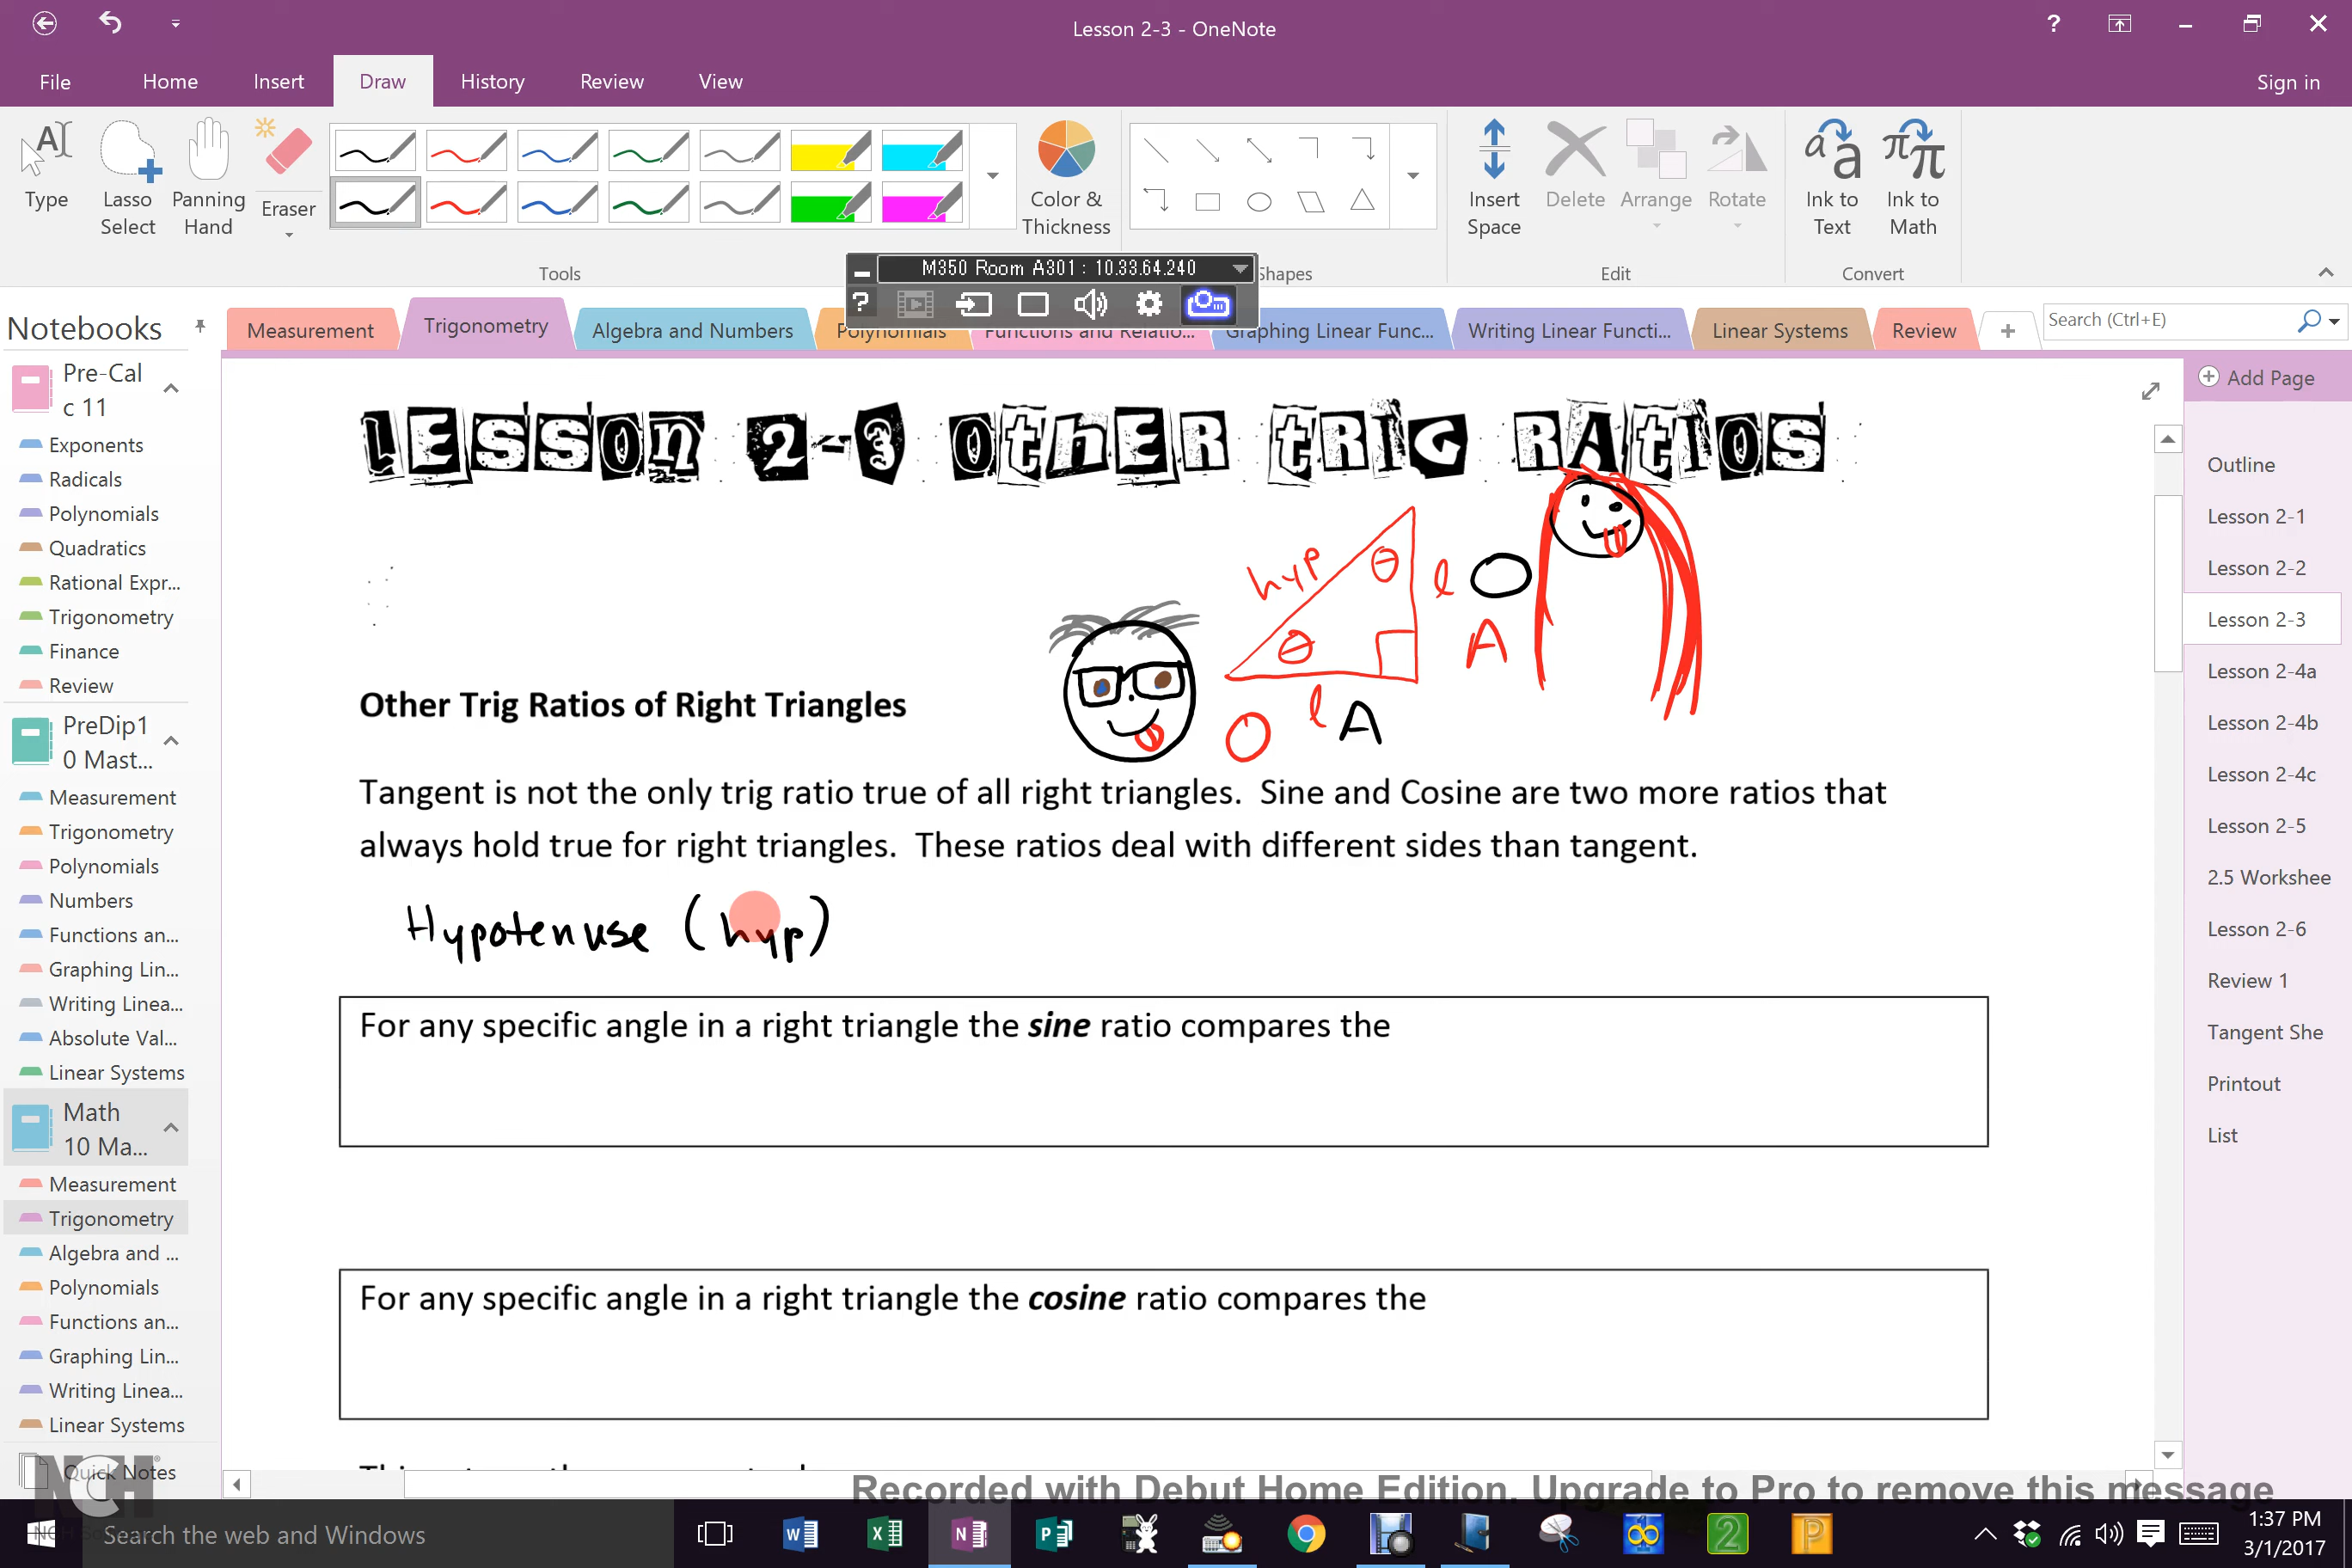 Lesson 2-3 - OneNote
File Home Insert Draw History Review View Sign in
Type
Lasso Select
Panning Hand
Eraser
Color & Thickness
Insert Space
Delete
Arrange
Rotate
Ink to Text
Ink to Math
Tools
Shapes
Edit
Convert
M350 Room A301 : 10.33.64.240
Notebooks
Measurement Trigonometry Algebra and Numbers Polynomials Functions and Relatio... Graphing Linear Func... Writing Linear Functi... Linear Systems Review
Search (Ctrl+E)
Pre-Cal
c 11
Exponents
Radicals
Polynomials
Quadratics
Rational Expr...
Trigonometry
Finance
Review
PreDip1
0 Mast...
Measurement
Trigonometry
Polynomials
Numbers
Functions an...
Graphing Lin...
Writing Linea...
Absolute Val...
Linear Systems
Math
10 Ma...
Measurement
Trigonometry
Algebra and ...
Polynomials
Functions an...
Graphing Lin...
Writing Linea...
Linear Systems
Quick Notes
LESSON 2-3 OTHER TRIG RATIOS
hyp θ l O
θ A
O l A
Other Trig Ratios of Right Triangles
Tangent is not the only trig ratio true of all right triangles. Sine and Cosine are two more ratios that
always hold true for right triangles. These ratios deal with different sides than tangent.
Hypotenuse (hyp)
For any specific angle in a right triangle the sine ratio compares the
For any specific angle in a right triangle the cosine ratio compares the
Add Page
Outline
Lesson 2-1
Lesson 2-2
Lesson 2-3
Lesson 2-4a
Lesson 2-4b
Lesson 2-4c
Lesson 2-5
2.5 Workshee
Lesson 2-6
Review 1
Tangent She
Printout
List
Recorded with Debut Home Edition. Upgrade to Pro to remove this message
NCH
Search the web and Windows
1:37 PM
3/1/2017